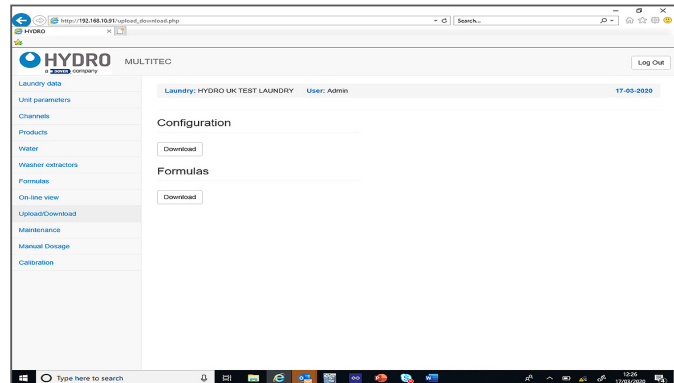 http://192.168.10.51/upload_download.php
Search...
HYDRO
HYDRO
a DOVER company
MULTITEC
Log Out
Laundry data
Unit parameters
Channels
Products
Water
Washer extractors
Formulas
On-line view
Upload/Download
Maintenance
Manual Dosage
Calibration
Laundry: HYDRO UK TEST LAUNDRY User: Admin 17-03-2020
Configuration
Download
Formulas
Download
Type here to search
12:26
17/03/2020